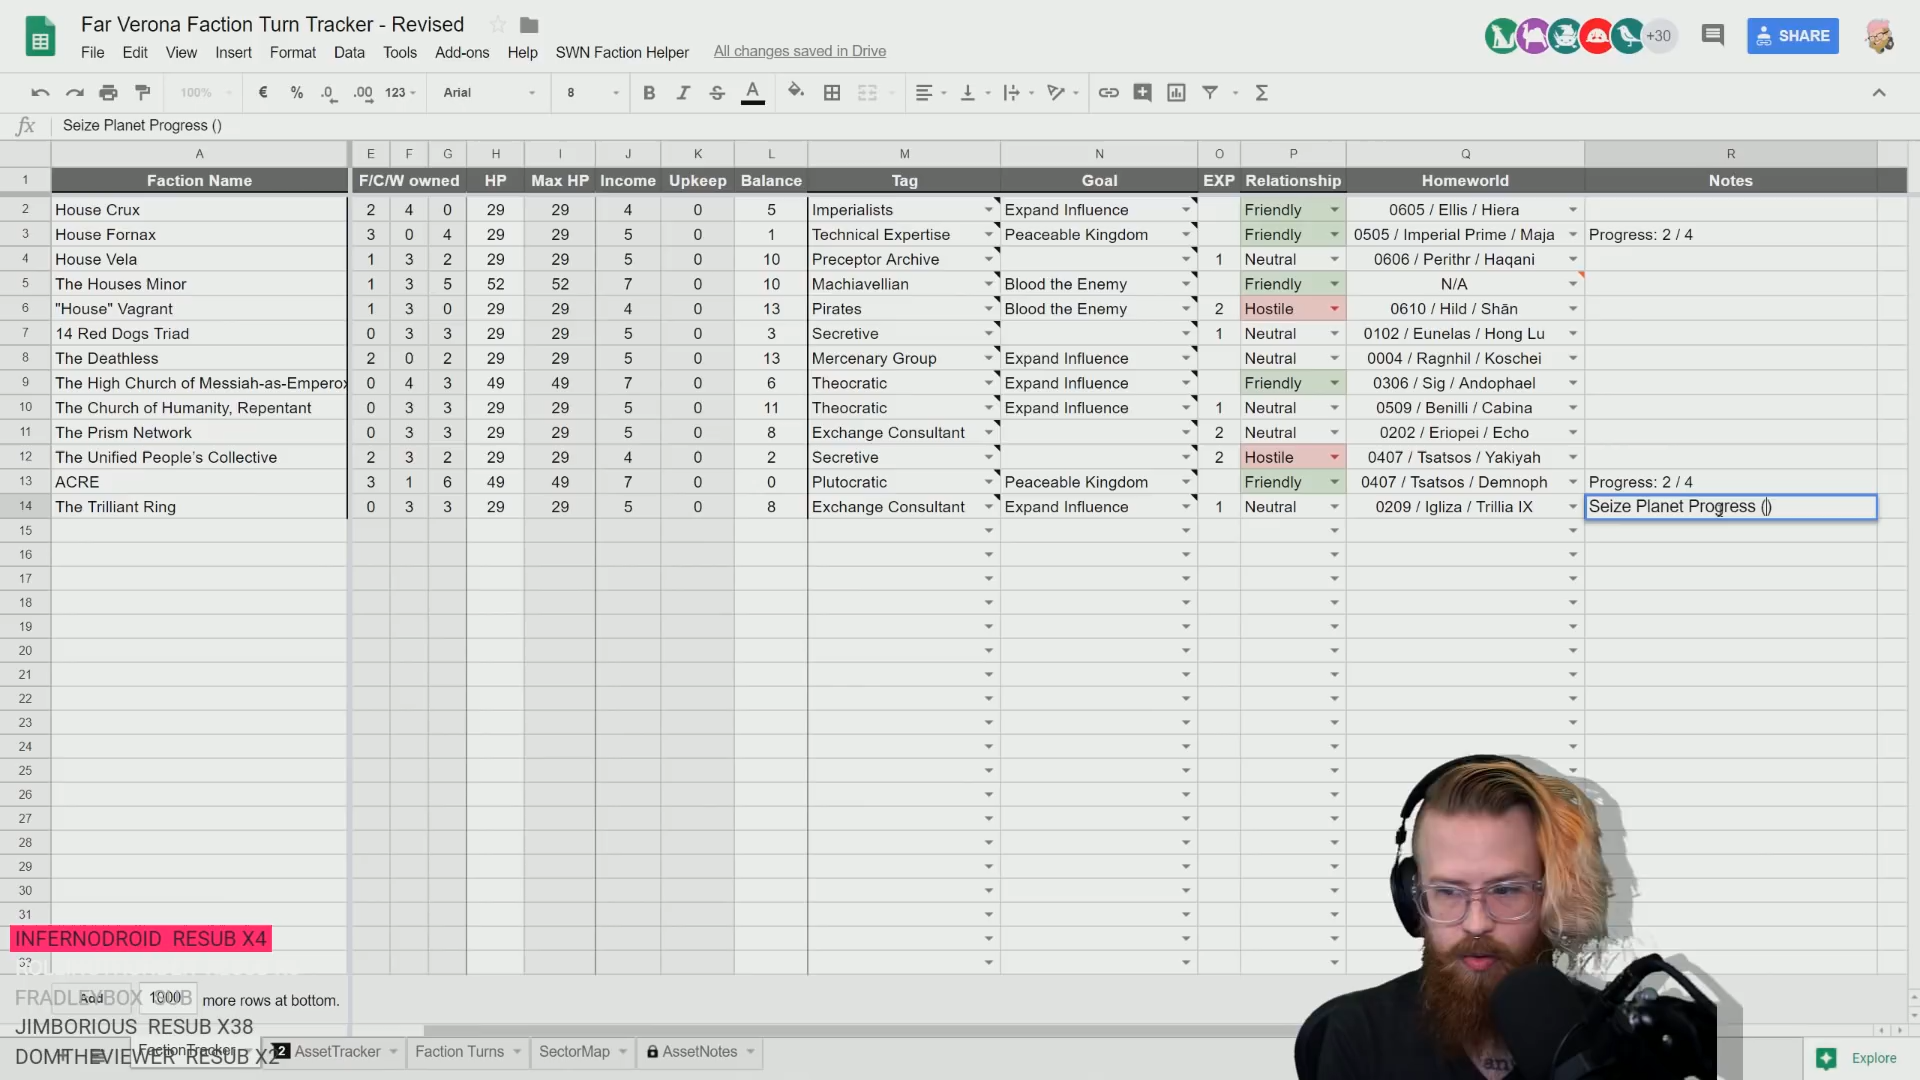 Far Verona Faction Turn Tracker - Revised
File Edit View Insert Format Data Tools Add-ons Help SWN Faction Helper All changes saved in Drive
+30
SHARE
100% € % .0 .00 123 Arial 8 B I S A Σ
fx Seize Planet Progress ()
A E F G H I J K L M N O P Q R
1 Faction Name F/C/W owned HP Max HP Income Upkeep Balance Tag Goal EXP Relationship Homeworld Notes
2 House Crux 2 4 0 29 29 4 0 5 Imperialists Expand Influence Friendly 0605 / Ellis / Hiera
3 House Fornax 3 0 4 29 29 5 0 1 Technical Expertise Peaceable Kingdom Friendly 0505 / Imperial Prime / Maja Progress: 2 / 4
4 House Vela 1 3 2 29 29 5 0 10 Preceptor Archive 1 Neutral 0606 / Perithr / Haqani
5 The Houses Minor 1 3 5 52 52 7 0 10 Machiavellian Blood the Enemy Friendly N/A
6 "House" Vagrant 1 3 0 29 29 4 0 13 Pirates Blood the Enemy 2 Hostile 0610 / Hild / Shān
7 14 Red Dogs Triad 0 3 3 29 29 5 0 3 Secretive 1 Neutral 0102 / Eunelas / Hong Lu
8 The Deathless 2 0 2 29 29 5 0 13 Mercenary Group Expand Influence Neutral 0004 / Ragnhil / Koschei
9 The High Church of Messiah-as-Emperox 0 4 3 49 49 7 0 6 Theocratic Expand Influence Friendly 0306 / Sig / Andophael
10 The Church of Humanity, Repentant 0 3 3 29 29 5 0 11 Theocratic Expand Influence 1 Neutral 0509 / Benilli / Cabina
11 The Prism Network 0 3 3 29 29 5 0 8 Exchange Consultant 2 Neutral 0202 / Eriopei / Echo
12 The Unified People's Collective 2 3 2 29 29 4 0 2 Secretive 2 Hostile 0407 / Tsatsos / Yakiyah
13 ACRE 3 1 6 49 49 7 0 0 Plutocratic Peaceable Kingdom Friendly 0407 / Tsatsos / Demnoph Progress: 2 / 4
14 The Trilliant Ring 0 3 3 29 29 5 0 8 Exchange Consultant Expand Influence 1 Neutral 0209 / Igliza / Trillia IX Seize Planet Progress ()
15
16
17
18
19
20
21
22
23
24
25
26
27
28
29
30
31
INFERNODROID RESUB X4
FRADLEYBOX SUB
Add 1000 more rows at bottom.
JIMBORIOUS RESUB X38
DOMTHEVIEWER RESUB X2
FactionTracker 2 AssetTracker Faction Turns SectorMap AssetNotes
Explore